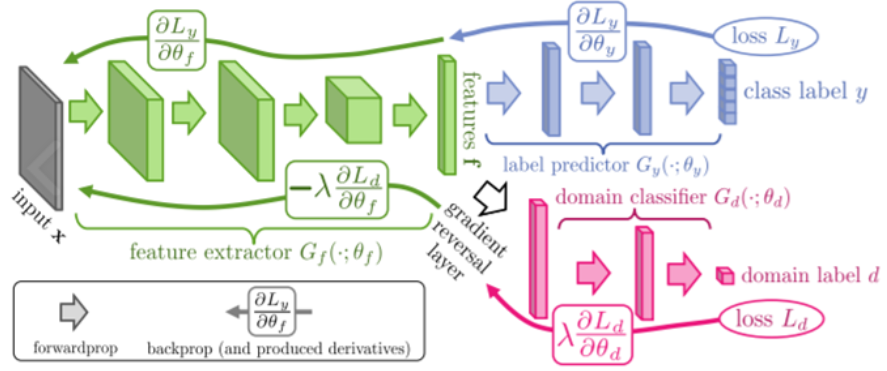 ∂L_y/∂θ_f
∂L_y/∂θ_y
loss L_y
features f
class label y
label predictor G_y(·; θ_y)
input x
−λ ∂L_d/∂θ_f
feature extractor G_f(·; θ_f)
gradient
reversal
layer
domain classifier G_d(·; θ_d)
domain label d
λ ∂L_d/∂θ_d
loss L_d
forwardprop
∂L_y/∂θ_f
backprop (and produced derivatives)